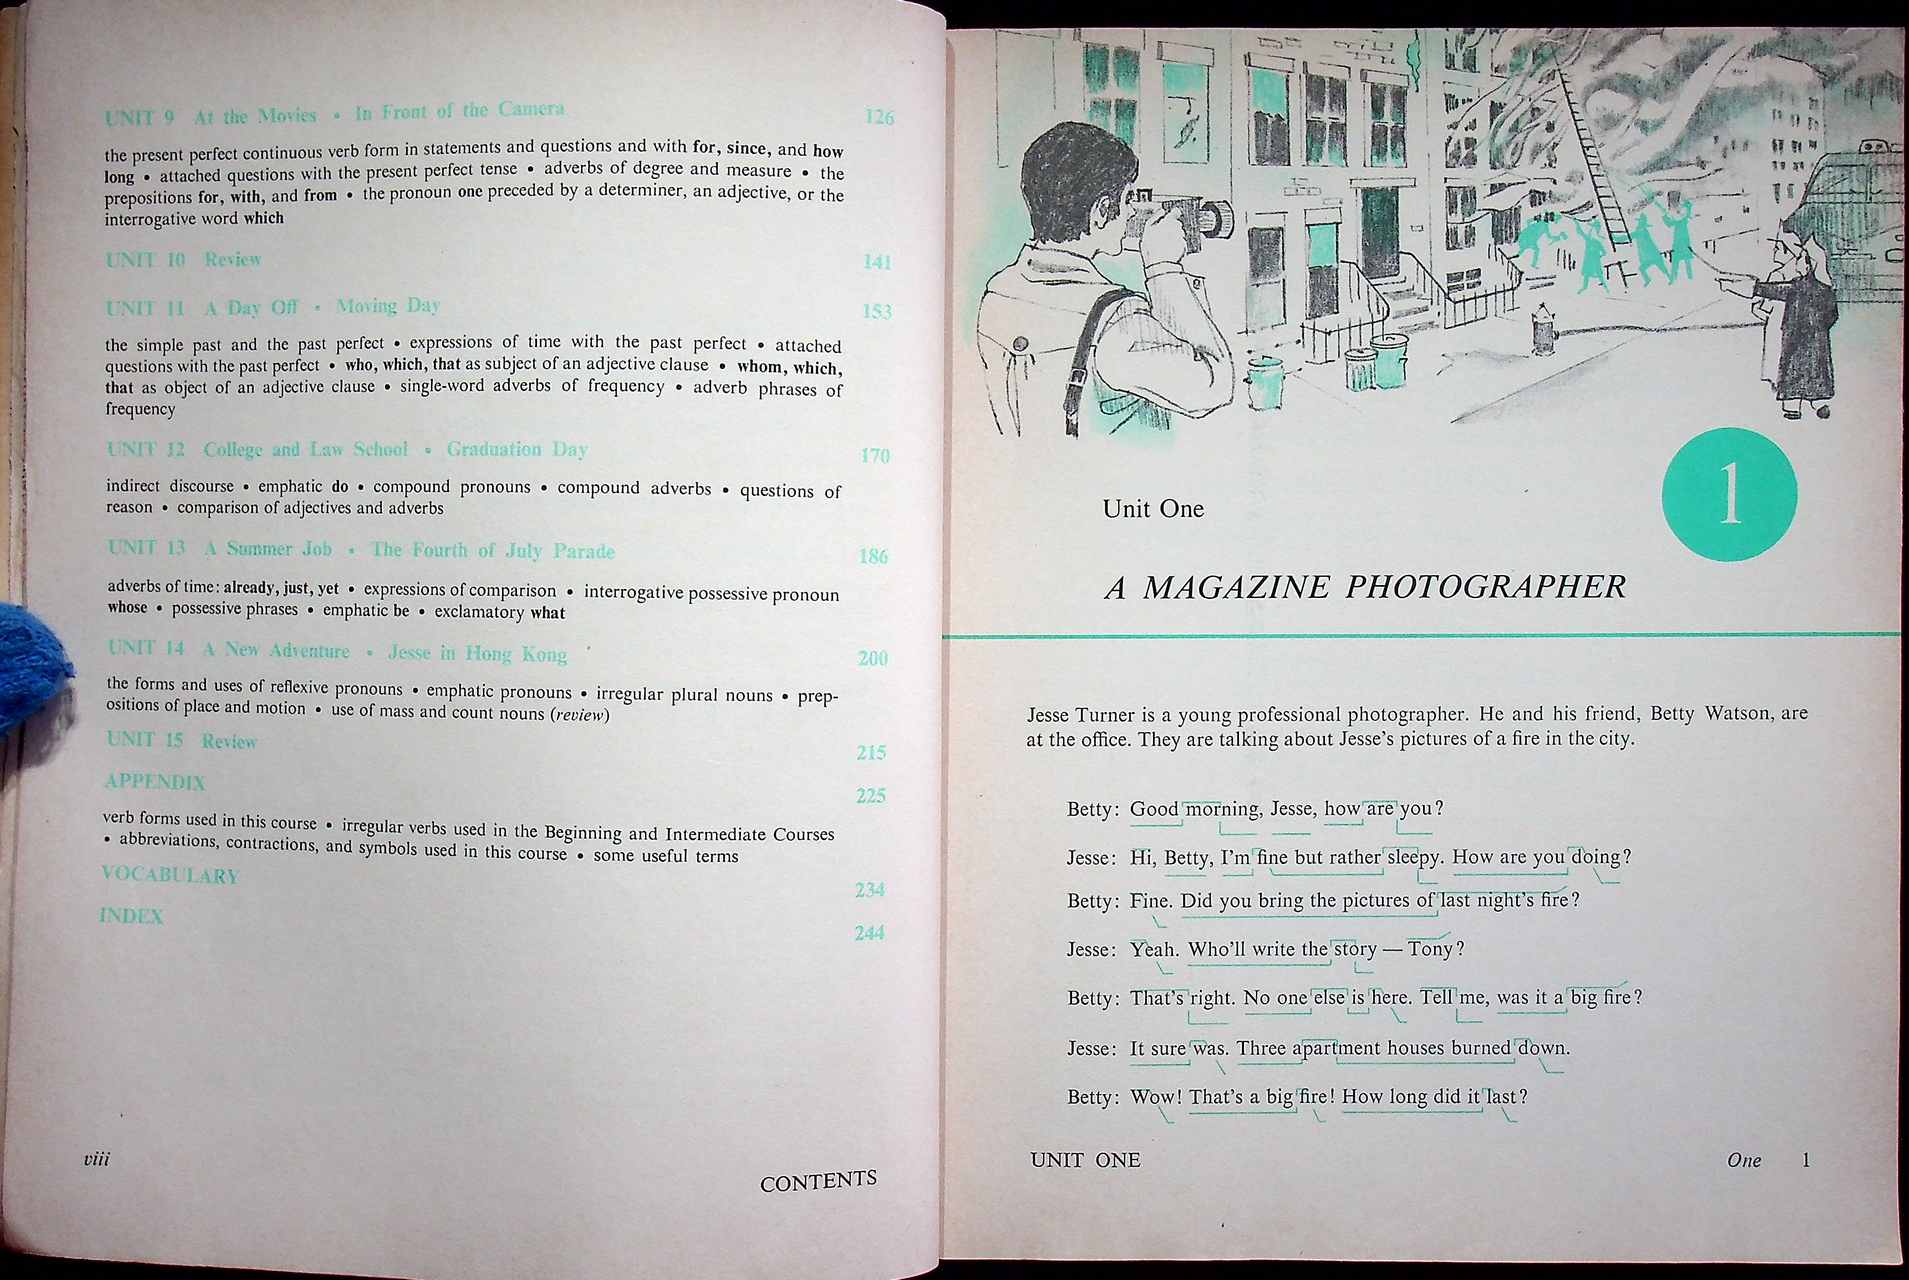 UNIT 9 At the Movies • In Front of the Camera 126
the present perfect continuous verb form in statements and questions and with for, since, and how
long • attached questions with the present perfect tense • adverbs of degree and measure • the
prepositions for, with, and from • the pronoun one preceded by a determiner, an adjective, or the
interrogative word which
UNIT 10 Review 141
UNIT 11 A Day Off • Moving Day 153
the simple past and the past perfect • expressions of time with the past perfect • attached
questions with the past perfect • who, which, that as subject of an adjective clause • whom, which,
that as object of an adjective clause • single-word adverbs of frequency • adverb phrases of
frequency
UNIT 12 College and Law School • Graduation Day 170
indirect discourse • emphatic do • compound pronouns • compound adverbs • questions of
reason • comparison of adjectives and adverbs
UNIT 13 A Summer Job • The Fourth of July Parade 186
adverbs of time: already, just, yet • expressions of comparison • interrogative possessive pronoun
whose • possessive phrases • emphatic be • exclamatory what
UNIT 14 A New Adventure • Jesse in Hong Kong 200
the forms and uses of reflexive pronouns • emphatic pronouns • irregular plural nouns • prep-
ositions of place and motion • use of mass and count nouns (review)
UNIT 15 Review 215
APPENDIX 225
verb forms used in this course • irregular verbs used in the Beginning and Intermediate Courses
• abbreviations, contractions, and symbols used in this course • some useful terms
VOCABULARY 234
INDEX 244
viii
CONTENTS
1
Unit One
A MAGAZINE PHOTOGRAPHER
Jesse Turner is a young professional photographer. He and his friend, Betty Watson, are
at the office. They are talking about Jesse's pictures of a fire in the city.
Betty: Good morning, Jesse, how are you?
Jesse: Hi, Betty, I'm fine but rather sleepy. How are you doing?
Betty: Fine. Did you bring the pictures of last night's fire?
Jesse: Yeah. Who'll write the story — Tony?
Betty: That's right. No one else is here. Tell me, was it a big fire?
Jesse: It sure was. Three apartment houses burned down.
Betty: Wow! That's a big fire! How long did it last?
UNIT ONE
One 1